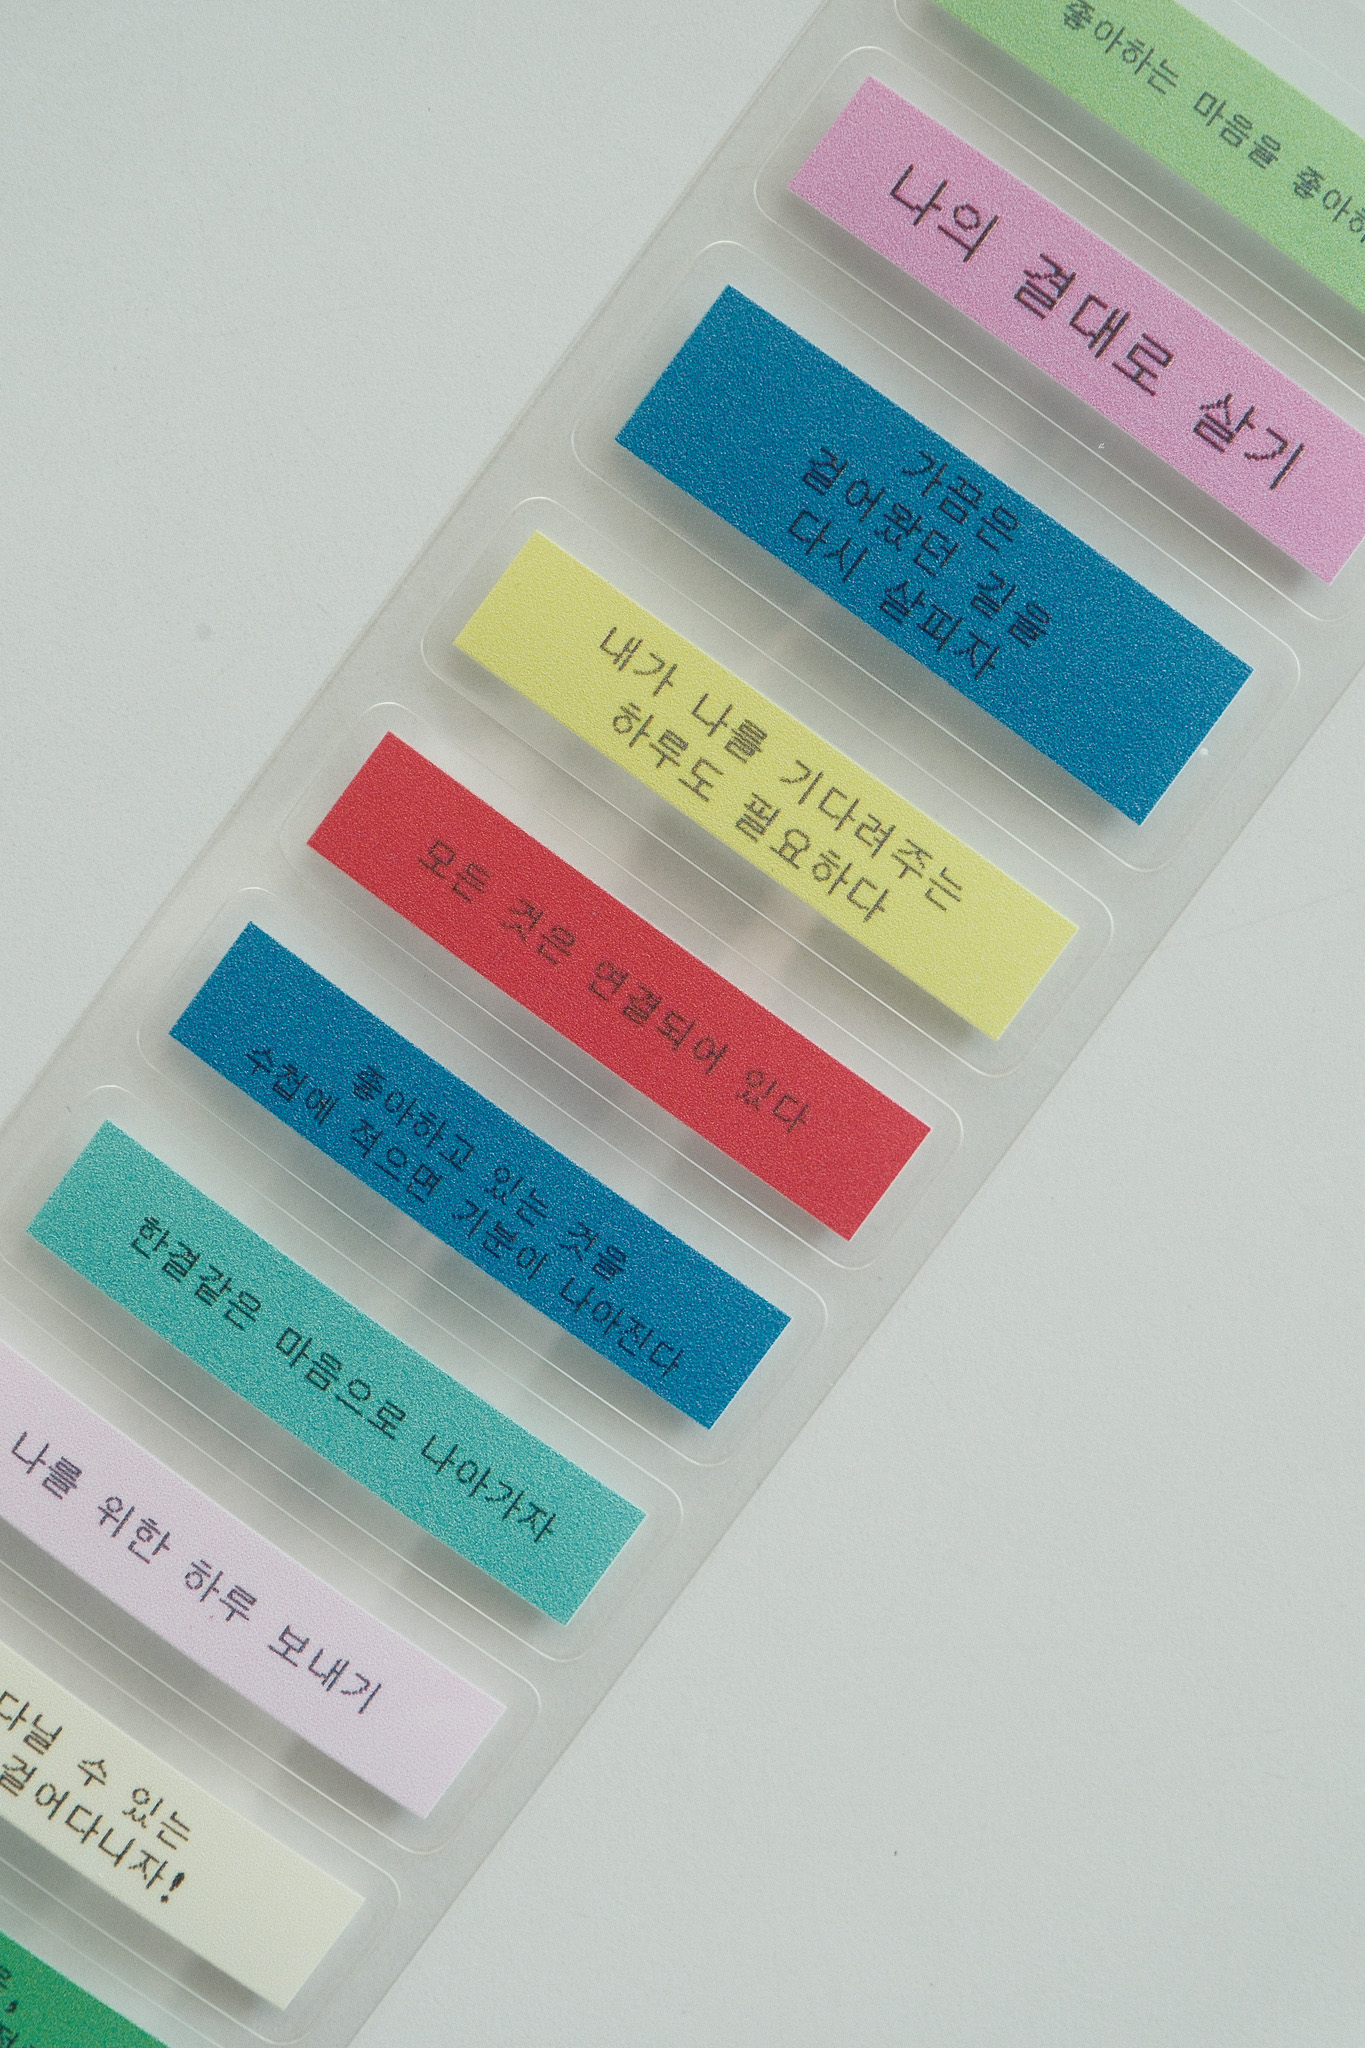 좋아하는 마음을
나의 결대로 살기
가끔은
걸어왔던 길을
다시 살피자
내가 나를 기다려주는
하루도 필요하다
모든 것은 연결되어 있다
좋아하고 있는 것을
수첩에 적으면 기분이 나아진다
한결같은 마음으로 나아가자
나를 위한 하루 보내기
다닐 수 있는
걸어다니자!